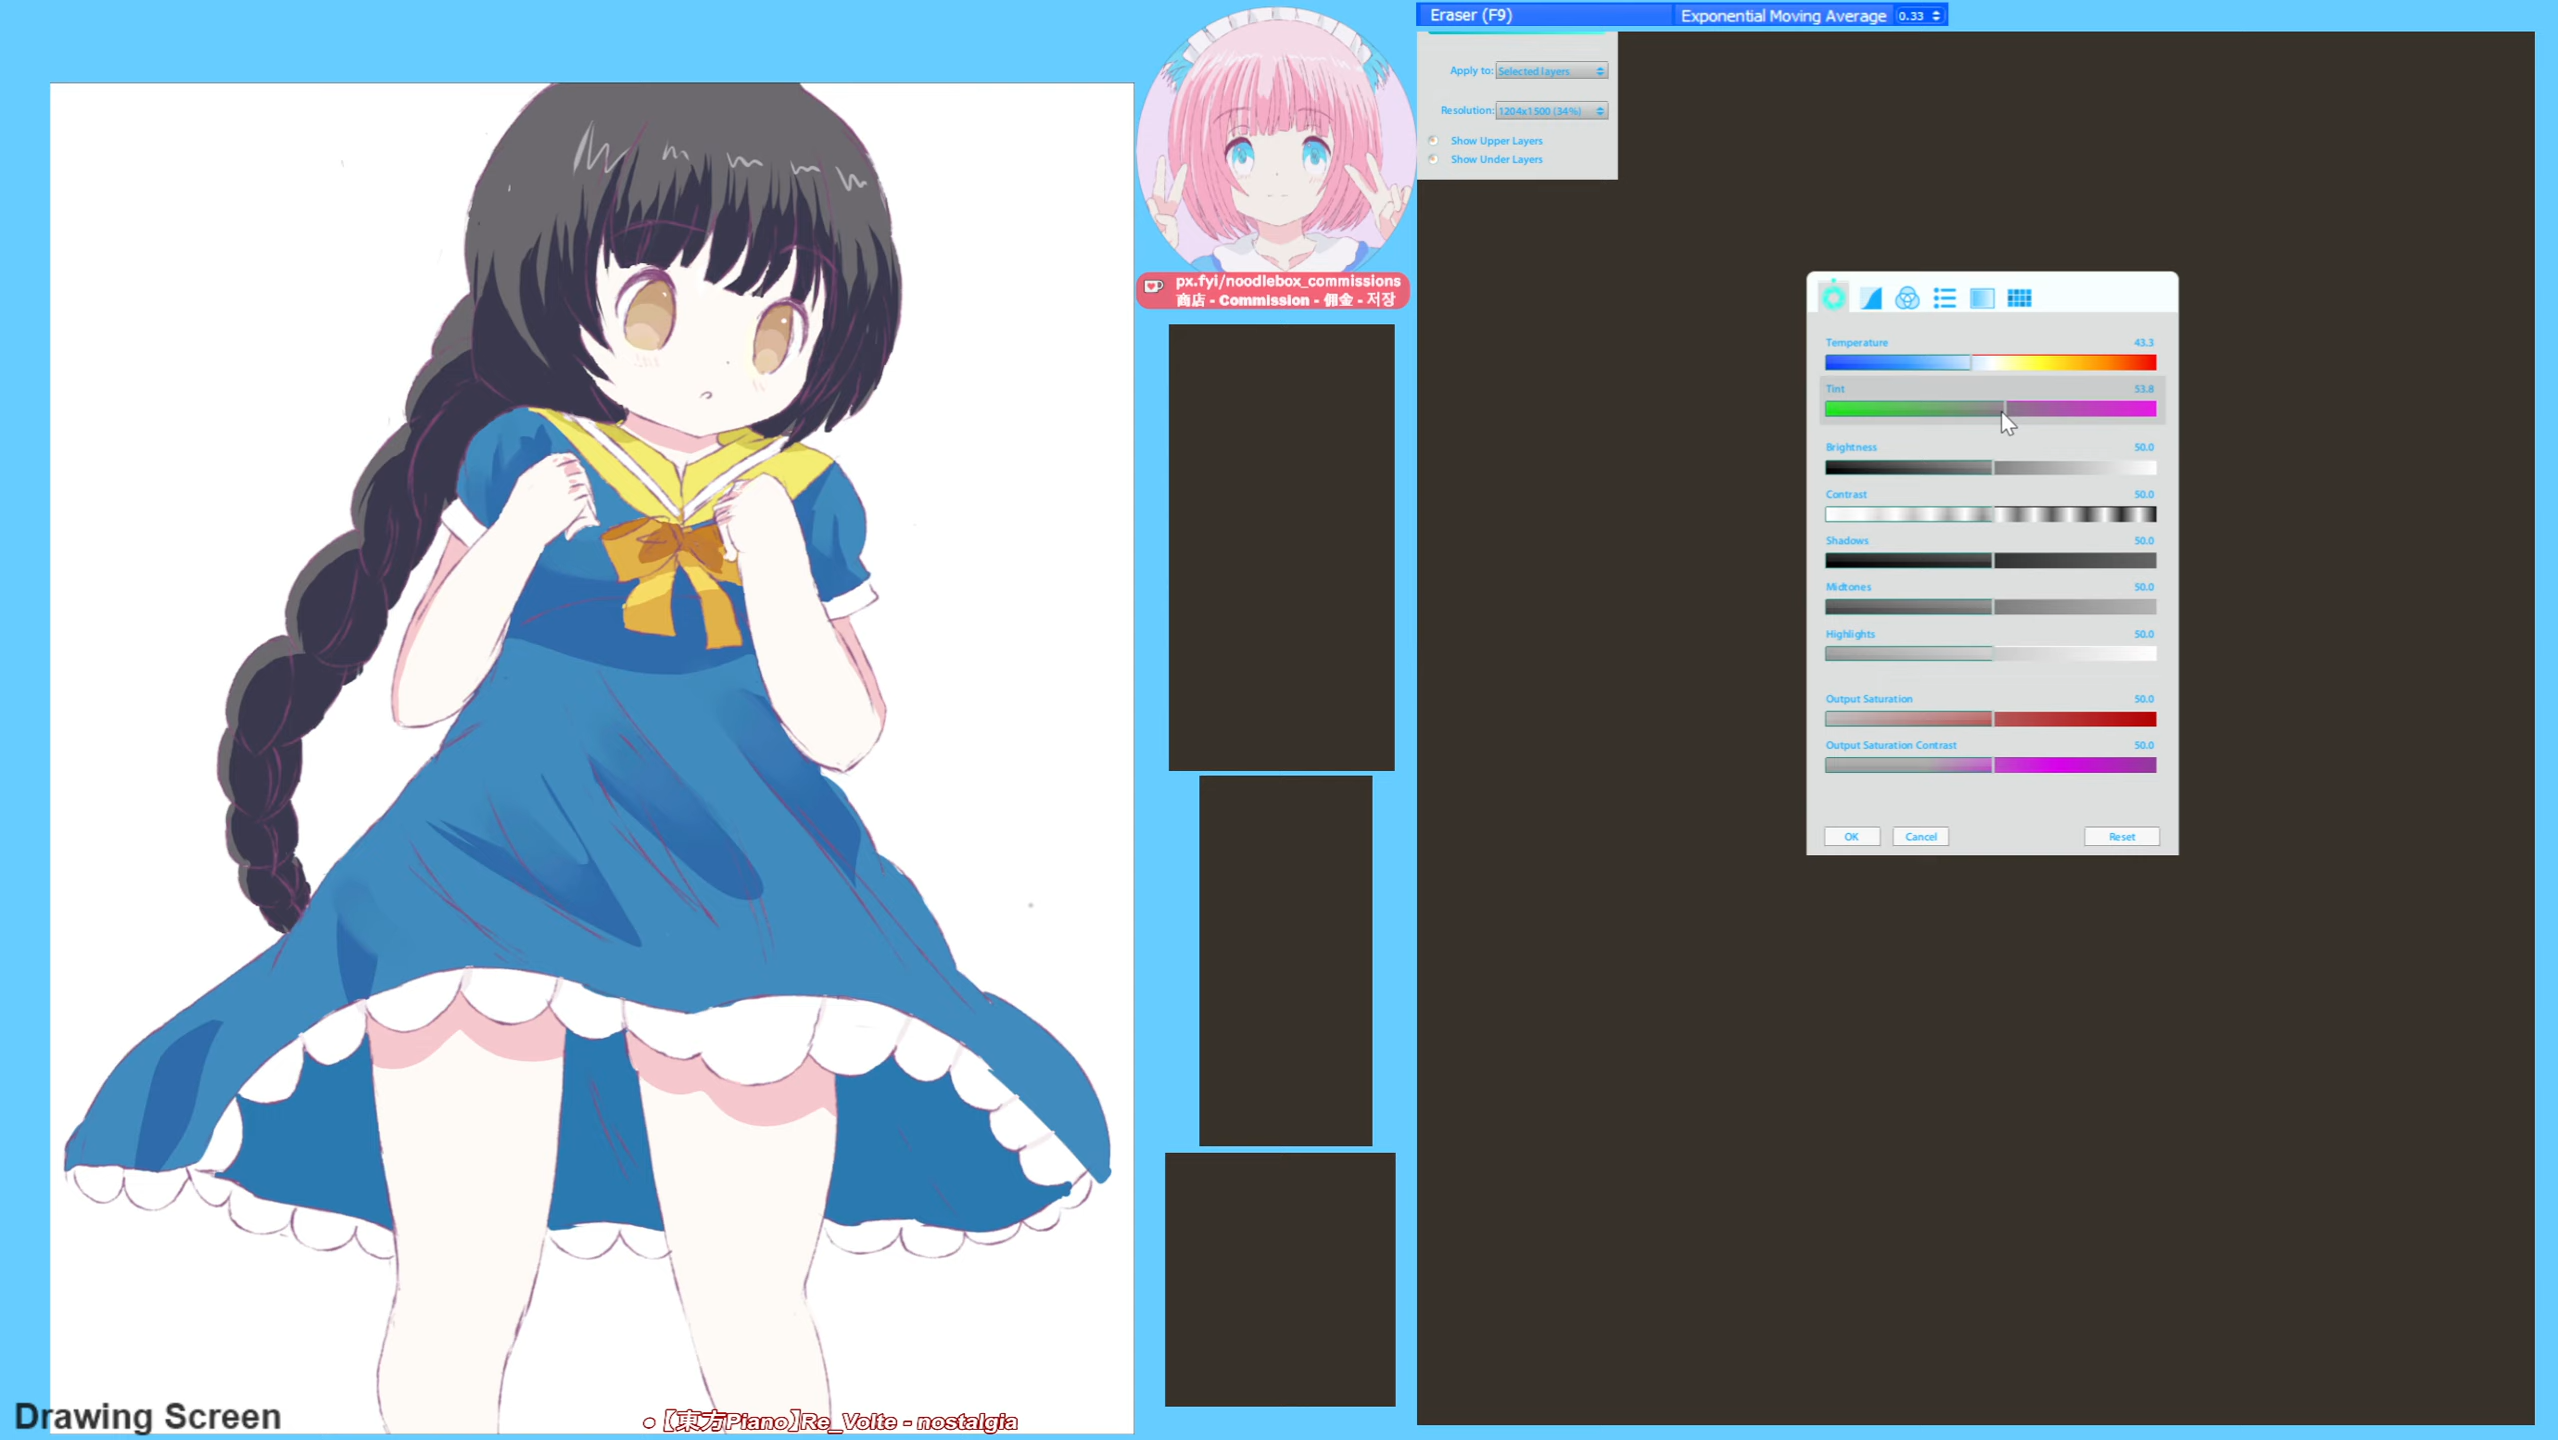 Eraser (F9)
Exponential Moving Average 0.33
Apply to: Selected layers
Resolution: 1204x1500 (34%)
Show Upper Layers
Show Under Layers
px.fyi/noodlebox_commissions
商店 - Commission - 佣金 - 저장
Temperature 43.3
Tint 53.8
Brightness 50.0
Contrast 50.0
Shadows 50.0
Midtones 50.0
Highlights 50.0
Output Saturation 50.0
Output Saturation Contrast 50.0
OK Cancel Reset
Drawing Screen
• 【東方Piano】Re_Volte - nostalgia